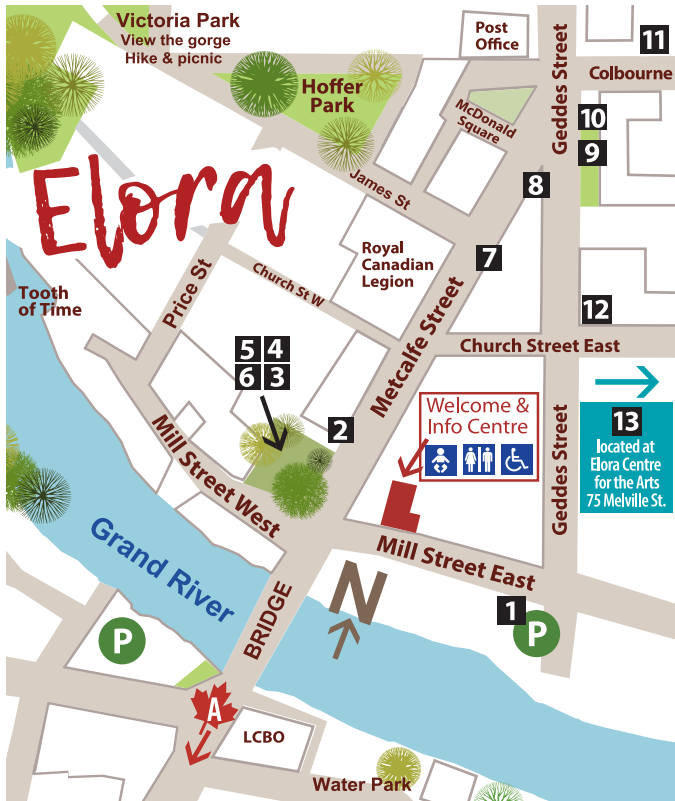 Victoria Park
View the gorge
Hike & picnic
Post
Office
Geddes Street
11
Colbourne
Hoffer
Park
McDonald
Square
10
9
8
James St
Elora
Royal
Canadian
Legion
7
Price St
Church St W
Tooth
of Time
Metcalfe Street
12
Church Street East
5 4
6 3
2
Welcome &
Info Centre
13
located at
Elora Centre
for the Arts
75 Melville St.
Geddes Street
Mill Street West
Mill Street East
Grand River
N
BRIDGE
1
P
P
A
LCBO
Water Park